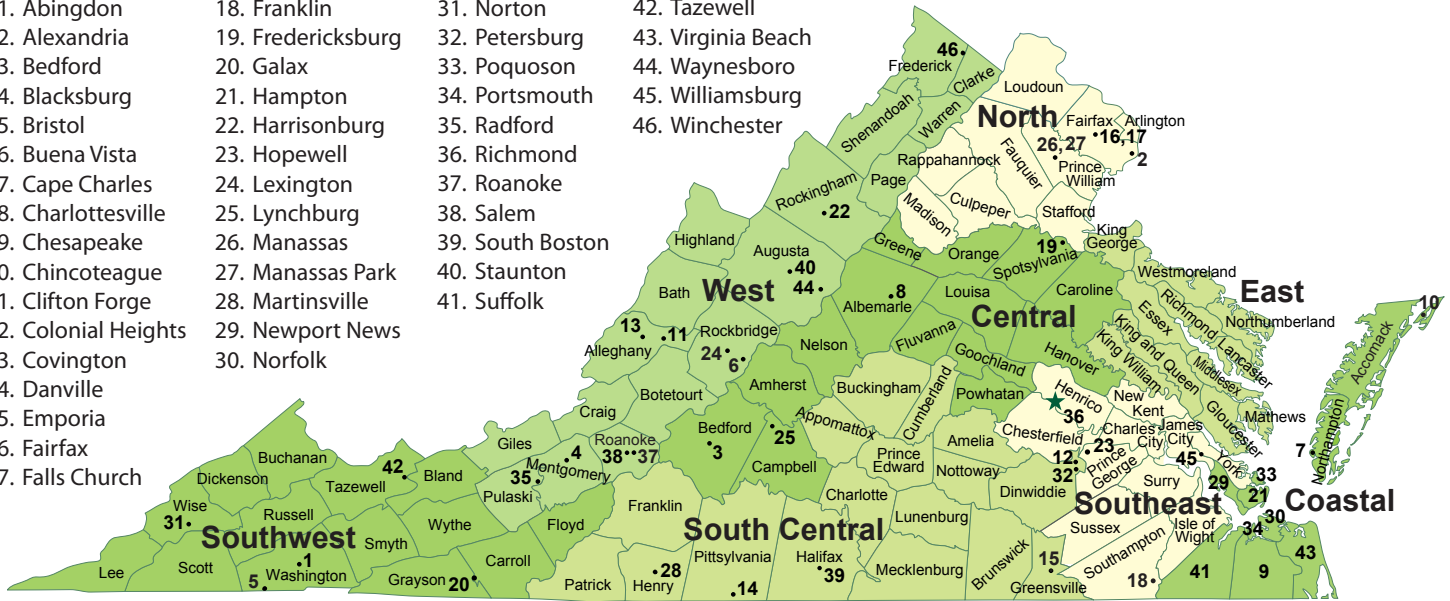 1. Abingdon
2. Alexandria
3. Bedford
4. Blacksburg
5. Bristol
6. Buena Vista
7. Cape Charles
8. Charlottesville
9. Chesapeake
0. Chincoteague
1. Clifton Forge
2. Colonial Heights
3. Covington
4. Danville
5. Emporia
6. Fairfax
7. Falls Church
18. Franklin
19. Fredericksburg
20. Galax
21. Hampton
22. Harrisonburg
23. Hopewell
24. Lexington
25. Lynchburg
26. Manassas
27. Manassas Park
28. Martinsville
29. Newport News
30. Norfolk
31. Norton
32. Petersburg
33. Poquoson
34. Portsmouth
35. Radford
36. Richmond
37. Roanoke
38. Salem
39. South Boston
40. Staunton
41. Suffolk
42. Tazewell
43. Virginia Beach
44. Waynesboro
45. Williamsburg
46. Winchester
46
Frederick
Clarke
Shenandoah
Warren
Loudoun
North
Fairfax
Arlington
16,17
26,27
2
Prince
William
Rappahannock
Fauquier
Page
Rockingham
22
Madison
Culpeper
Stafford
King
George
Highland
Augusta
40
44
Greene
Orange
19
Spotsylvania
Westmoreland
East
Bath
West
8
Albemarle
Louisa
Caroline
Central
Essex
Richmond
Northumberland
Lancaster
10
Accomack
Northampton
7
13
Alleghany
11
Rockbridge
24
6
Nelson
Fluvanna
Goochland
Hanover
King and Queen
King William
Middlesex
Mathews
Gloucester
Botetourt
Craig
Amherst
Buckingham
Cumberland
Powhatan
Henrico
36
New
Kent
Chesterfield
Charles
City
James
City
45
York
33
Giles
Roanoke
38
37
Bedford
3
25
Appomattox
Campbell
Prince
Edward
Amelia
Nottoway
12
23
32
Prince
George
Surry
29
21
Coastal
30
34
Buchanan
Dickenson
42
Tazewell
Bland
4
Montgomery
35
Pulaski
Franklin
Charlotte
Dinwiddie
Southeast
Sussex
Isle of
Wight
Wise
31
Russell
Southwest
Smyth
Wythe
Floyd
South Central
Lunenburg
Lee
Scott
1
5
Washington
Grayson
20
Carroll
Patrick
28
Henry
Pittsylvania
14
Halifax
39
Mecklenburg
Brunswick
15
Greensville
Southampton
18
41
9
43